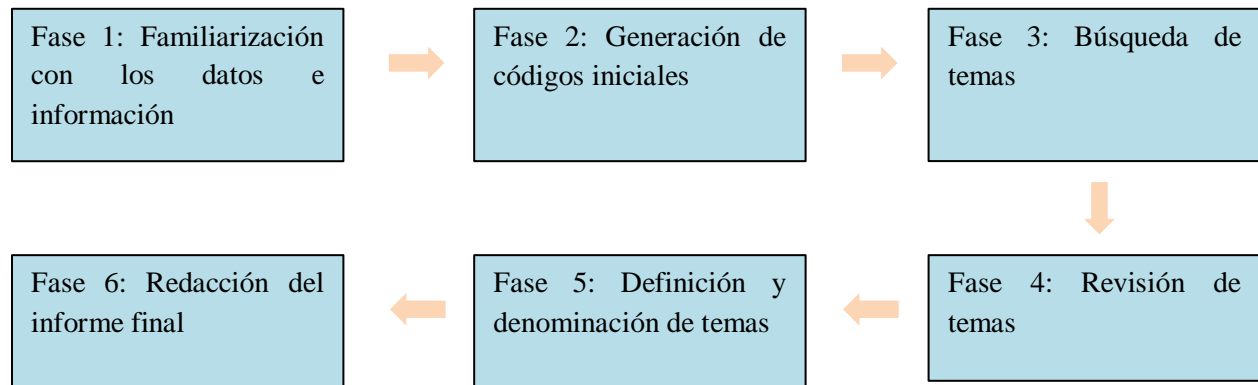 Fase 1: Familiarización
con los datos e
información
Fase 2: Generación de
códigos iniciales
Fase 3: Búsqueda de
temas
Fase 4: Revisión de
temas
Fase 5: Definición y
denominación de temas
Fase 6: Redacción del
informe final